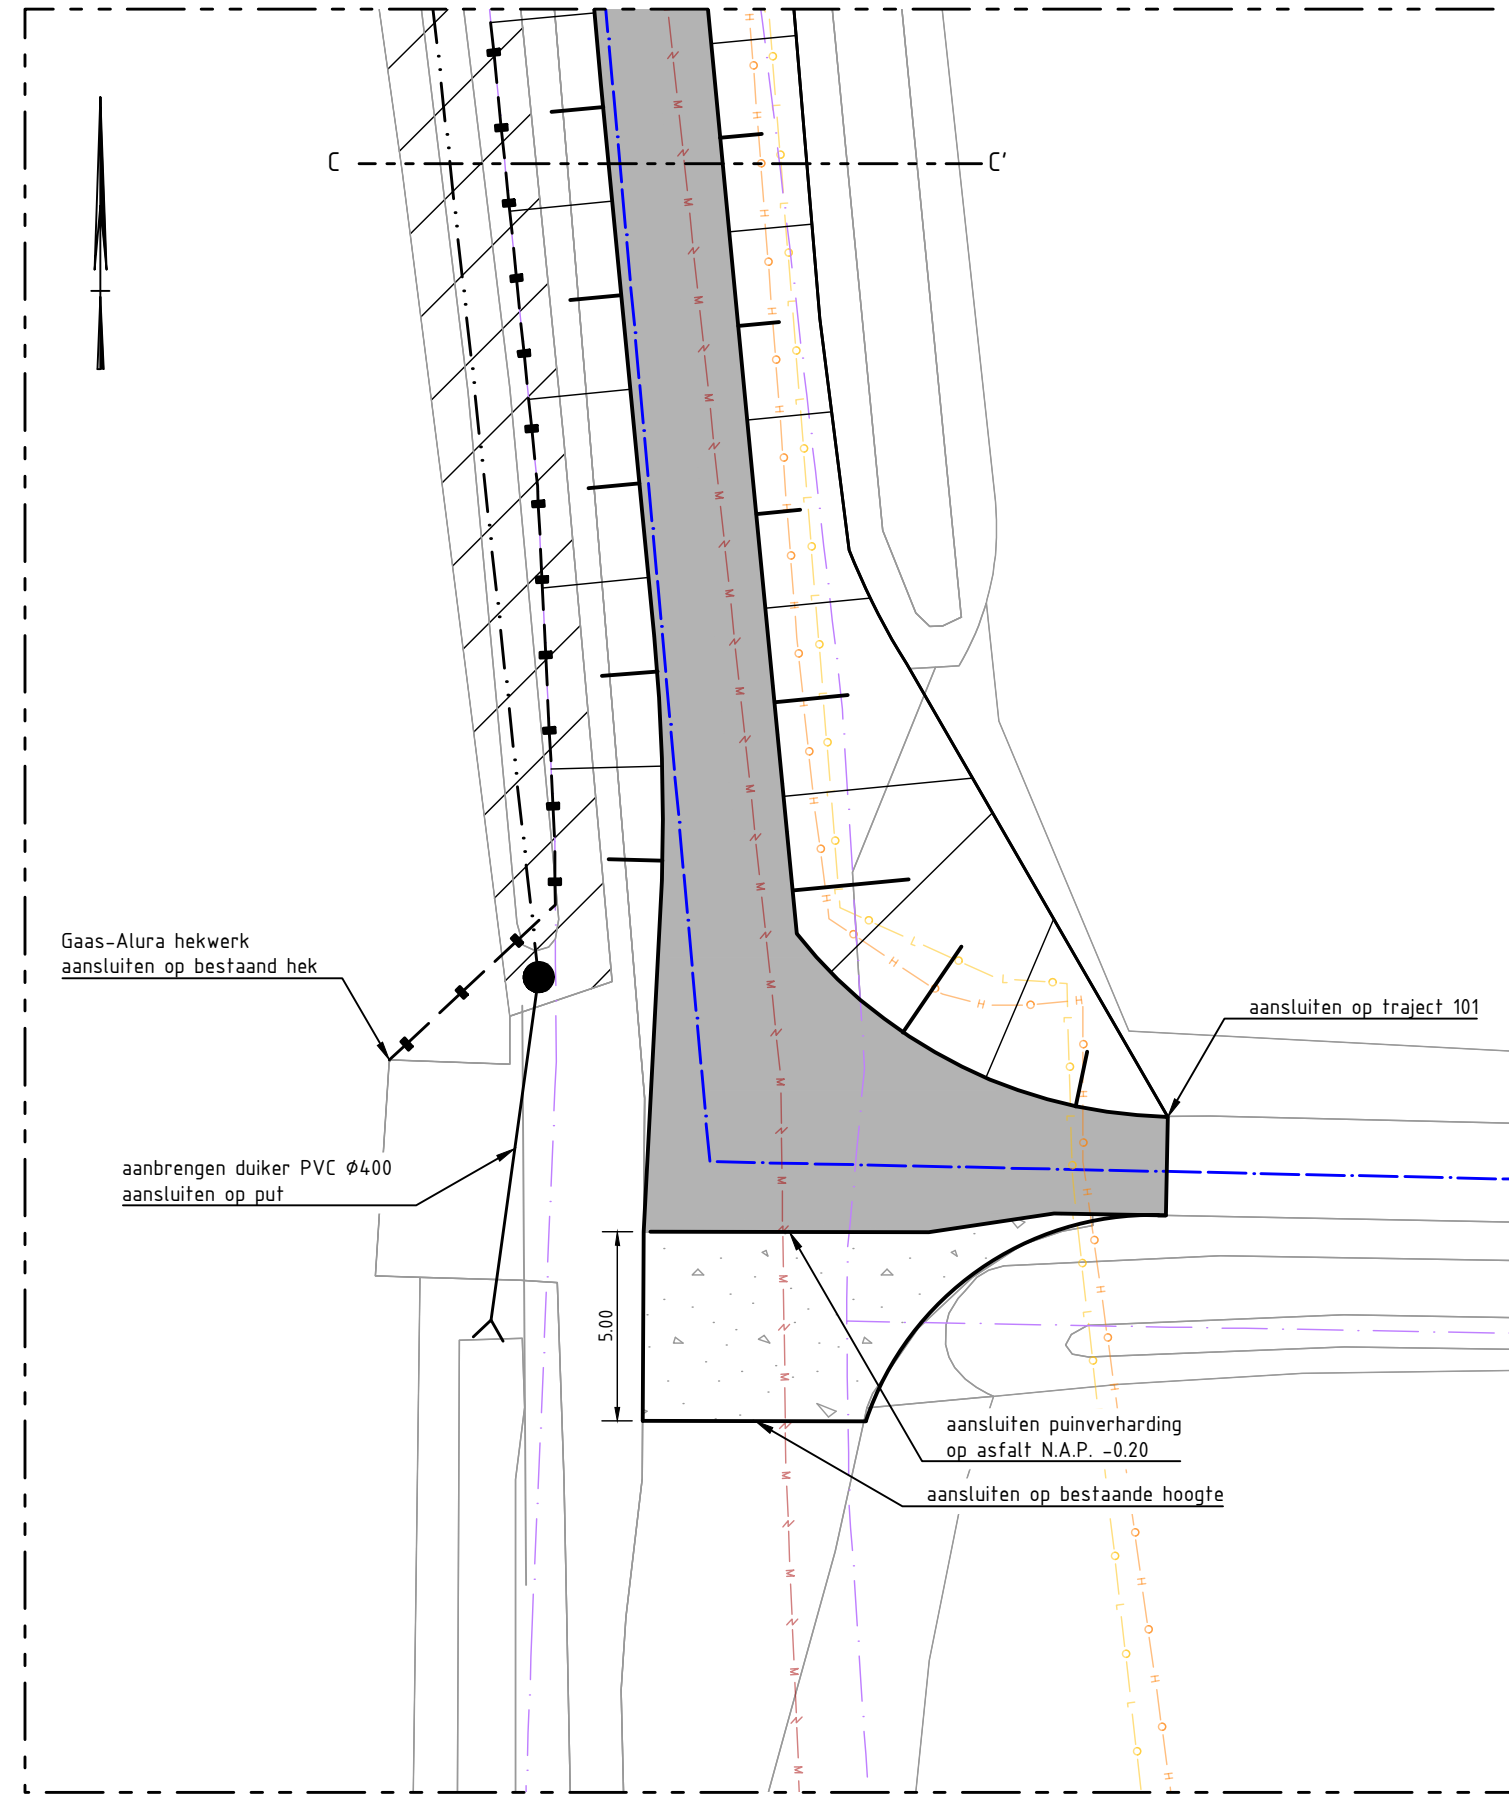 C
C'
Gaas-Alura hekwerk
aansluiten op bestaand hek
aansluiten op traject 101
aanbrengen duiker PVC Ø400
aansluiten op put
5.00
aansluiten puinverharding
op asfalt N.A.P. -0.20
aansluiten op bestaande hoogte